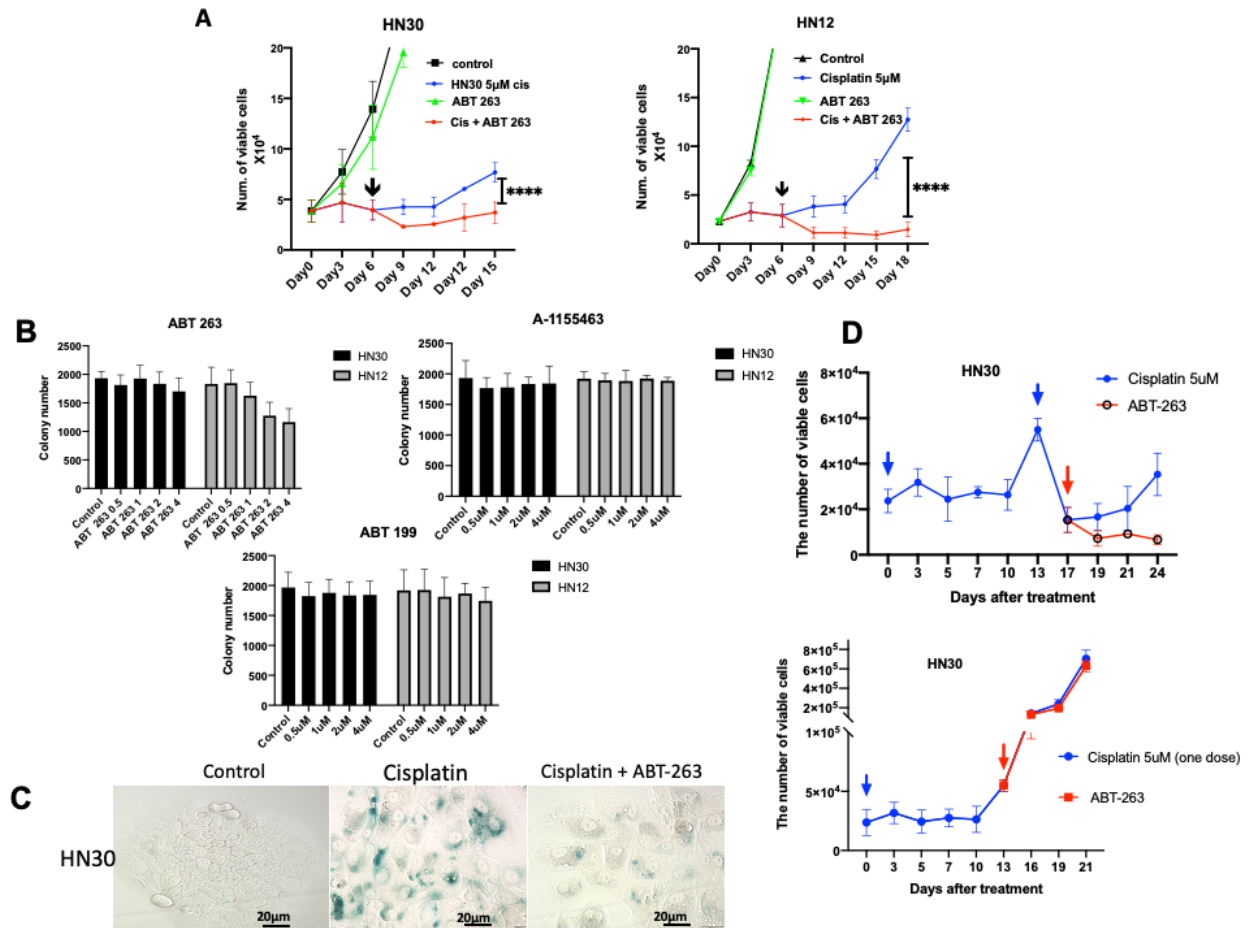 A
HN30
Num. of viable cells
X10⁴
20
15
10
5
0
Day0
Day3
Day 6
Day 9
Day 12
Day12
Day 15
control
HN30 5µM cis
ABT 263
Cis + ABT 263
****
HN12
Num. of viable cells
X10⁴
20
15
10
5
0
Day0
Day3
Day 6
Day 9
Day 12
Day 15
Day 18
Control
Cisplatin 5µM
ABT 263
Cis + ABT 263
****
B
ABT 263
Colony number
2500
2000
1500
1000
500
0
Control
ABT 263 0.5
ABT 263 1
ABT 263 2
ABT 263 4
Control
ABT 263 0.5
ABT 263 1
ABT 263 2
ABT 263 4
HN30
HN12
A-1155463
Colony number
2500
2000
1500
1000
500
0
Control
0.5uM
1uM
2uM
4uM
Control
0.5uM
1uM
2uM
4uM
HN30
HN12
ABT 199
Colony number
2500
2000
1500
1000
500
0
Control
0.5uM
1uM
2uM
4uM
Control
0.5uM
1uM
2uM
4uM
HN30
HN12
C
Control
Cisplatin
Cisplatin + ABT-263
HN30
20µm
20µm
20µm
D
HN30
The number of viable cells
8×10⁴
6×10⁴
4×10⁴
2×10⁴
0
0
3
5
7
10
13
17
19
21
24
Days after treatment
Cisplatin 5uM
ABT-263
HN30
The number of viable cells
8×10⁵
6×10⁵
4×10⁵
2×10⁵
1×10⁵
5×10⁴
0
0
3
5
7
10
13
16
19
21
Days after treatment
Cisplatin 5uM (one dose)
ABT-263